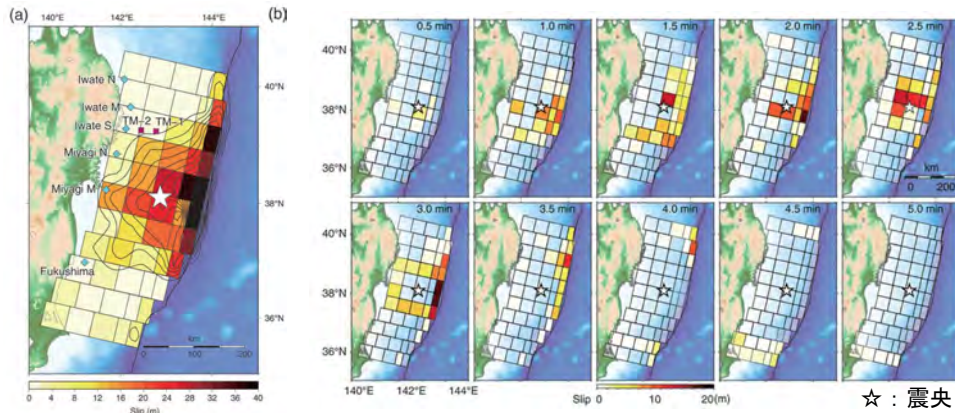 (a)
140°E 142°E 144°E
Iwate N
Iwate M
Iwate S
TM-2 TM-1
Miyagi N
Miyagi M
Fukushima
40°N
38°N
36°N
km
0 100 200
0 4 8 12 16 20 24 28 32 36 40
Slip (m)
(b)
0.5 min 1.0 min 1.5 min 2.0 min 2.5 min
40°N
38°N
36°N
km
0 200
3.0 min 3.5 min 4.0 min 4.5 min 5.0 min
40°N
38°N
36°N
140°E 142°E 144°E
Slip
0 10 20(m)
☆：震央